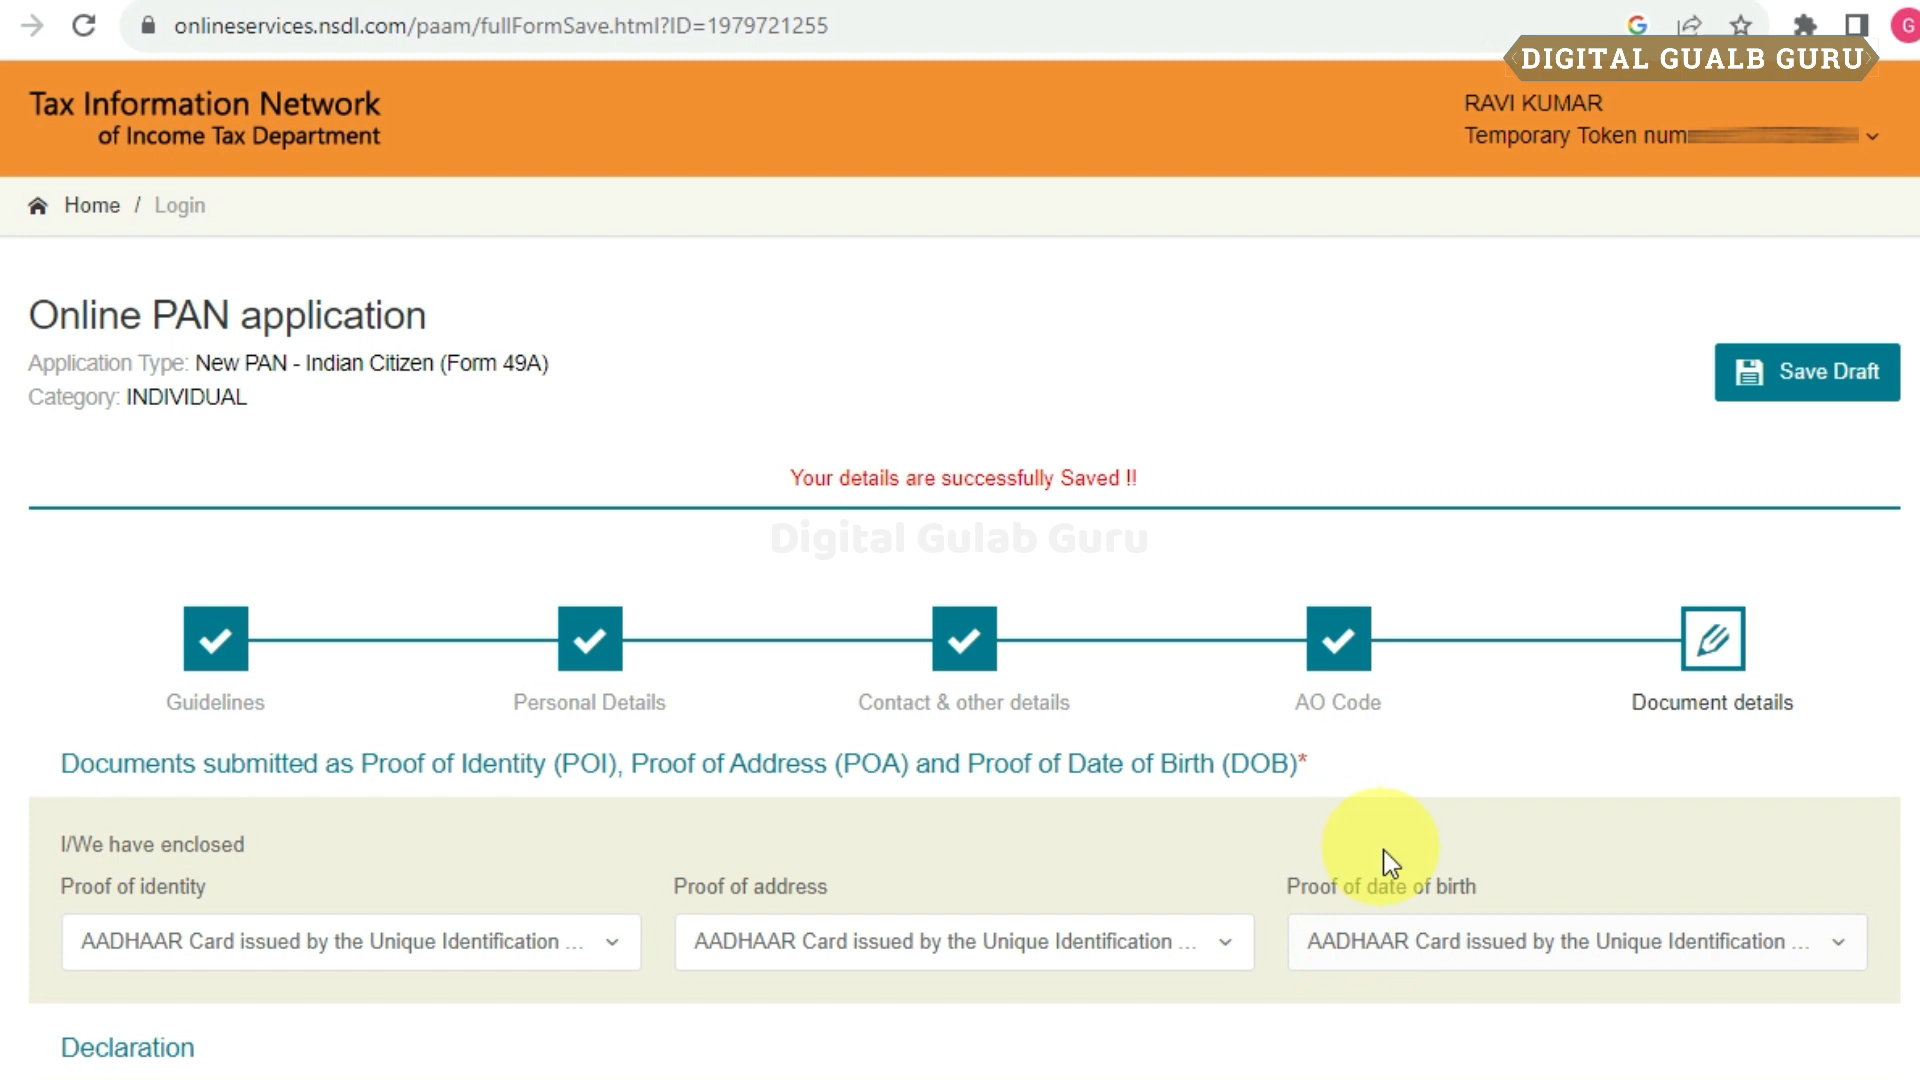 onlineservices.nsdl.com/paam/fullFormSave.html?ID=1979721255
G
G
DIGITAL GUALB GURU
Tax Information Network
of Income Tax Department
RAVI KUMAR
Temporary Token num
Home / Login
Online PAN application
Application Type: New PAN - Indian Citizen (Form 49A)
Category: INDIVIDUAL
Save Draft
Your details are successfully Saved !!
Digital Gulab Guru
Guidelines
Personal Details
Contact & other details
AO Code
Document details
Documents submitted as Proof of Identity (POI), Proof of Address (POA) and Proof of Date of Birth (DOB)*
I/We have enclosed
Proof of identity
Proof of address
Proof of date of birth
AADHAAR Card issued by the Unique Identification ...
AADHAAR Card issued by the Unique Identification ...
AADHAAR Card issued by the Unique Identification ...
Declaration